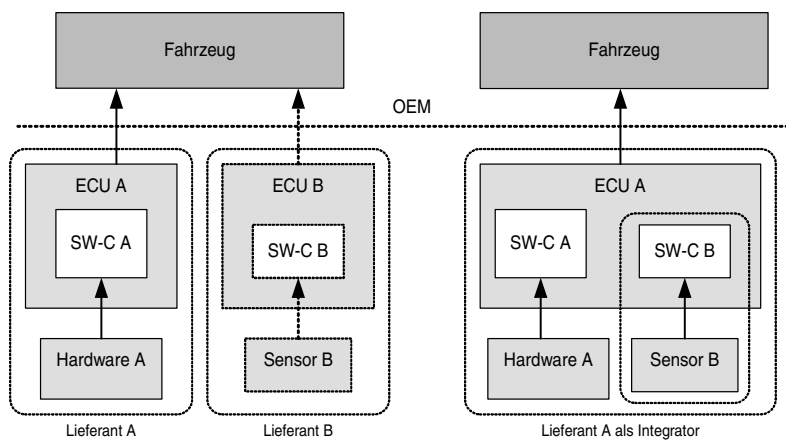 Fahrzeug
Fahrzeug
OEM
ECU A
ECU B
ECU A
SW-C A
SW-C B
SW-C A
SW-C B
Hardware A
Sensor B
Hardware A
Sensor B
Lieferant A
Lieferant B
Lieferant A als Integrator